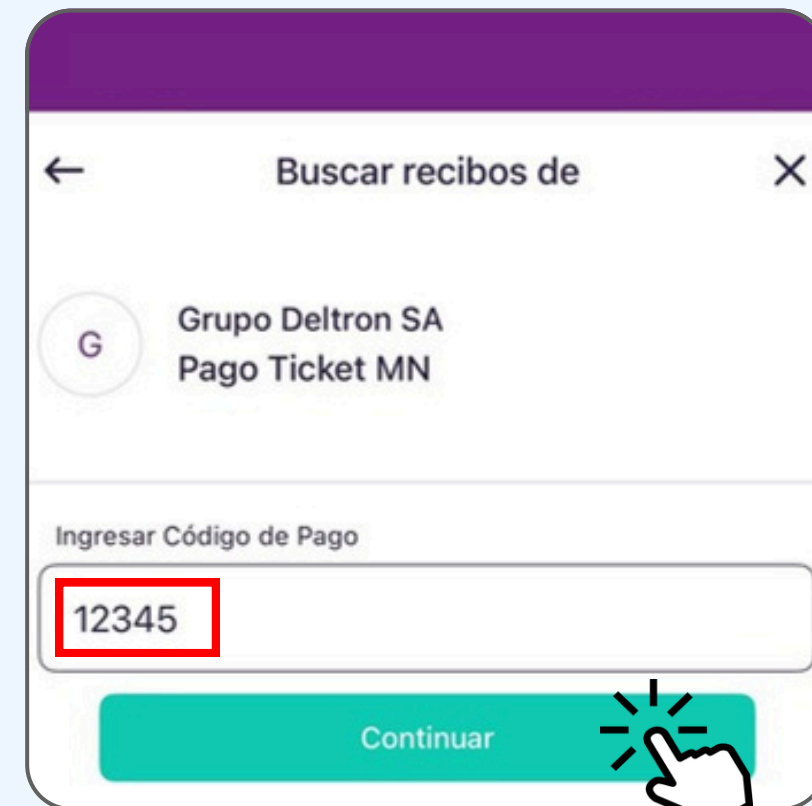 Buscar recibos de
G
Grupo Deltron SA
Pago Ticket MN
Ingresar Código de Pago
12345
Continuar